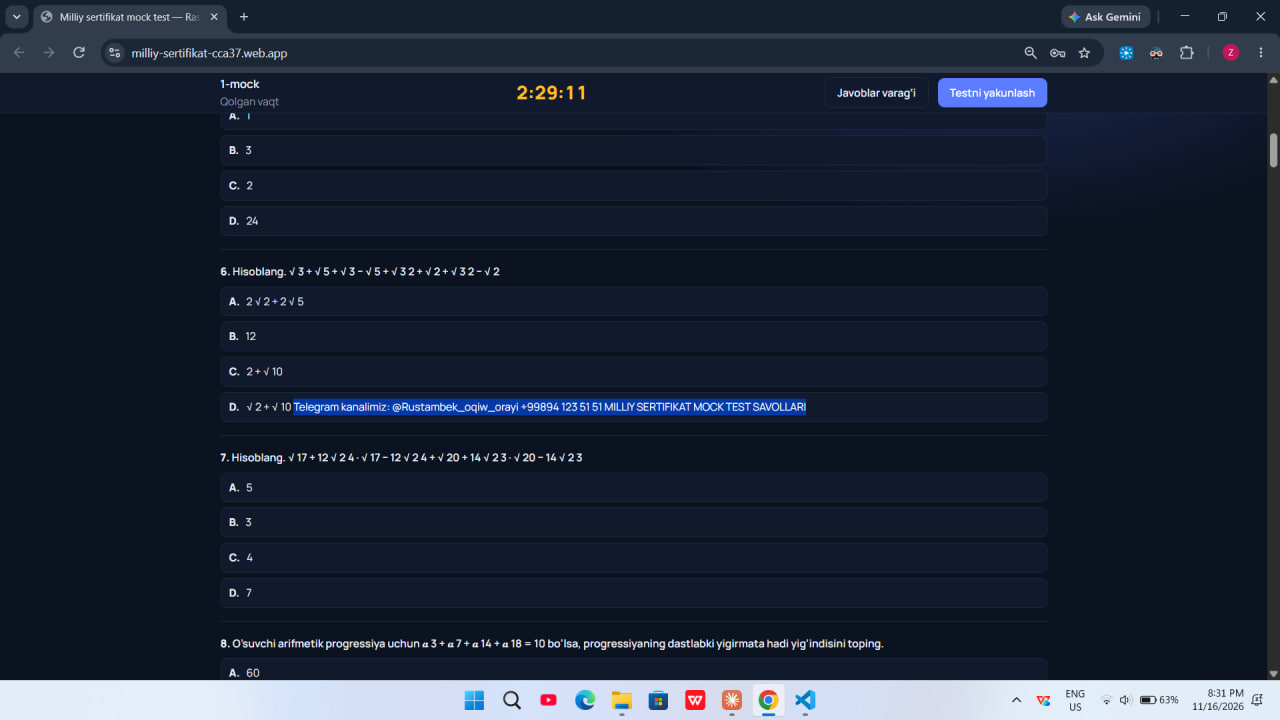 Milliy sertifikat mock test — Ras
Ask Gemini
milliy-sertifikat-cca37.web.app
Z
1-mock
Qolgan vaqt
2:29:11
Javoblar varag'i
Testni yakunlash
A. 1
B. 3
C. 2
D. 24
6. Hisoblang. √ 3 + √ 5 + √ 3 − √ 5 + √ 3 2 + √ 2 + √ 3 2 − √ 2
A. 2 √ 2 + 2 √ 5
B. 12
C. 2 + √ 10
D. √ 2 + √ 10 Telegram kanalimiz: @Rustambek_oqiw_orayi +99894 123 51 51 MILLIY SERTIFIKAT MOCK TEST SAVOLLARI
7. Hisoblang. √ 17 + 12 √ 2 4 · √ 17 − 12 √ 2 4 + √ 20 + 14 √ 2 3 · √ 20 − 14 √ 2 3
A. 5
B. 3
C. 4
D. 7
8. O'suvchi arifmetik progressiya uchun 𝒂 3 + 𝒂 7 + 𝒂 14 + 𝒂 18 = 10 bo'lsa, progressiyaning dastlabki yigirmata hadi yig'indisini toping.
A. 60
W
ENG
US
63%
8:31 PM
11/16/2026